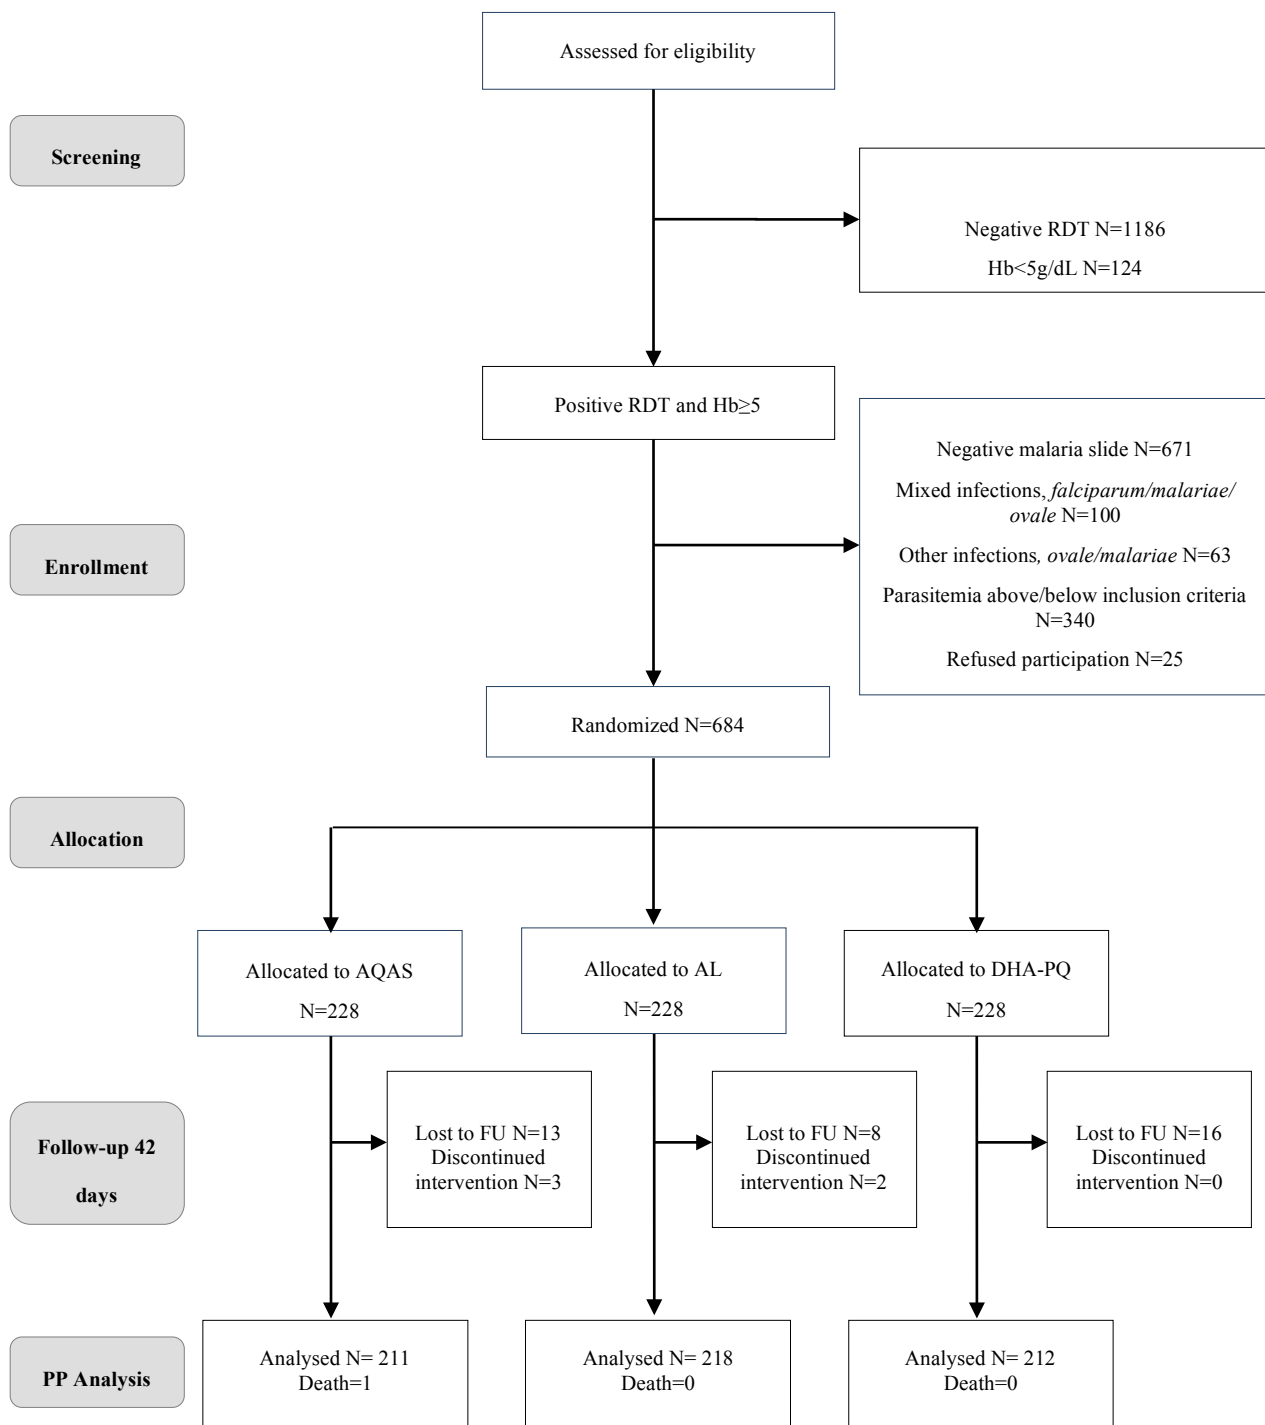 Assessed for eligibility
Screening
Negative RDT N=1186
Hb<5g/dL N=124
Positive RDT and Hb≥5
Negative malaria slide N=671
Mixed infections, falciparum/malariae/
ovale N=100
Other infections, ovale/malariae N=63
Parasitemia above/below inclusion criteria
N=340
Refused participation N=25
Enrollment
Randomized N=684
Allocation
Allocated to AQAS
N=228
Allocated to AL
N=228
Allocated to DHA-PQ
N=228
Follow-up 42
days
Lost to FU N=13
Discontinued
intervention N=3
Lost to FU N=8
Discontinued
intervention N=2
Lost to FU N=16
Discontinued
intervention N=0
PP Analysis
Analysed N= 211
Death=1
Analysed N= 218
Death=0
Analysed N= 212
Death=0